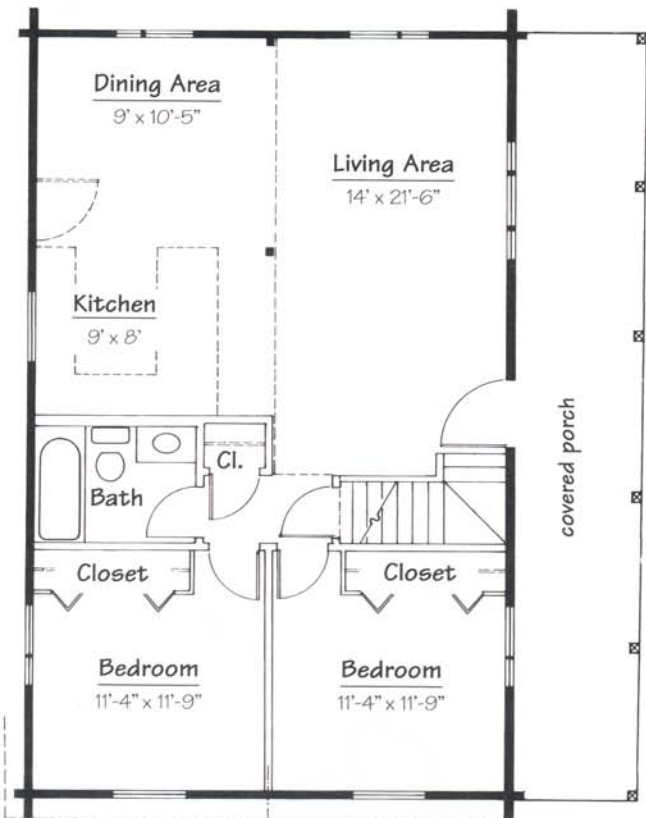 Dining Area
9' x 10'-5"
Living Area
14' x 21'-6"
Kitchen
9' x 8'
covered porch
Cl.
Bath
Closet
Closet
Bedroom
11'-4" x 11'-9"
Bedroom
11'-4" x 11'-9"